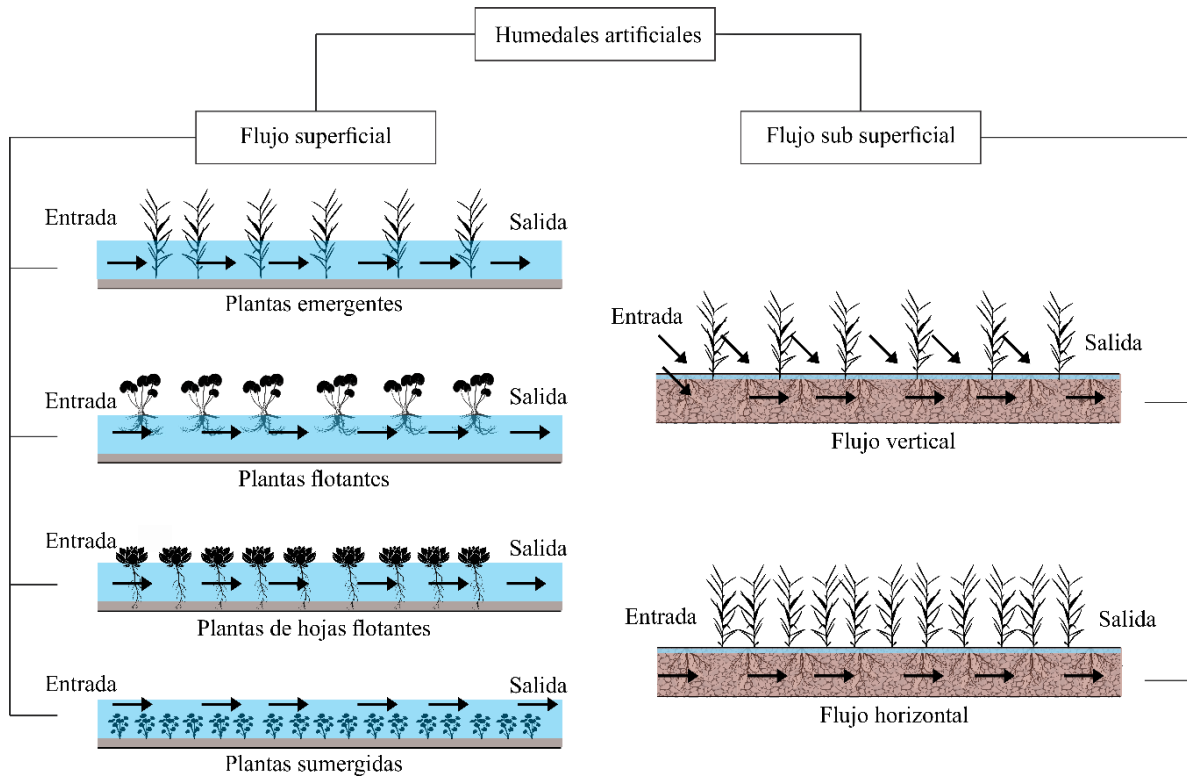 Humedales artificiales
Flujo superficial
Flujo sub superficial
Entrada
Salida
Plantas emergentes
Entrada
Salida
Plantas flotantes
Entrada
Salida
Plantas de hojas flotantes
Entrada
Salida
Plantas sumergidas
Entrada
Salida
Flujo vertical
Entrada
Salida
Flujo horizontal